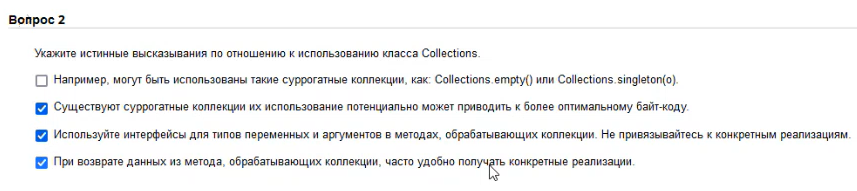 Вопрос 2
Укажите истинные высказывания по отношению к использованию класса Collections.
Например, могут быть использованы такие суррогатные коллекции, как: Collections.empty() или Collections.singleton(o).
Существуют суррогатные коллекции их использование потенциально может приводить к более оптимальному байт-коду.
Используйте интерфейсы для типов переменных и аргументов в методах, обрабатывающих коллекции. Не привязывайтесь к конкретным реализациям.
При возврате данных из метода, обрабатывающих коллекции, часто удобно получать конкретные реализации.